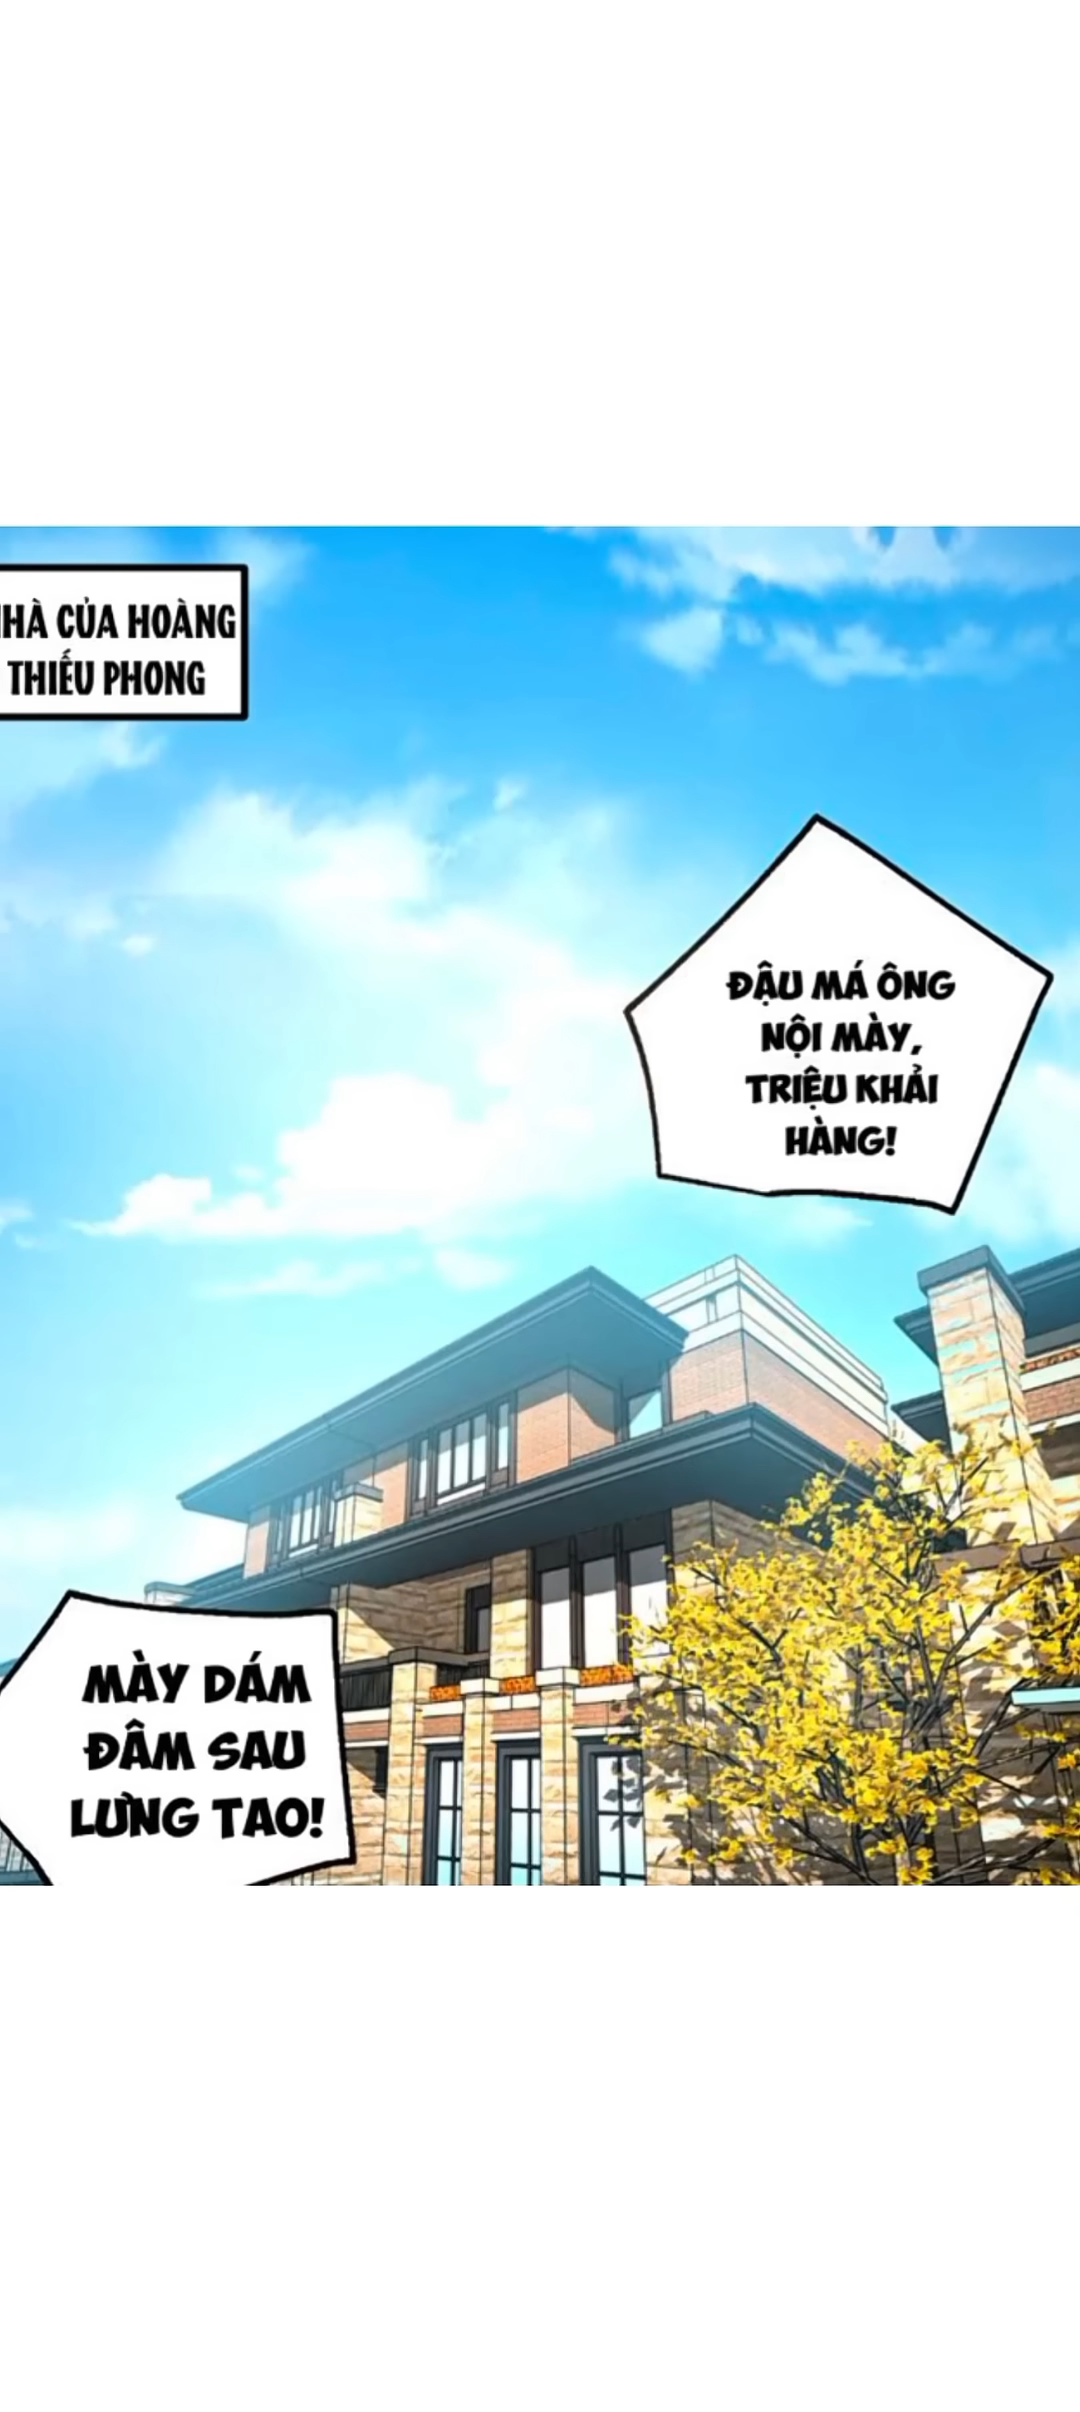 HÀ CỦA HOÀNG
THIẾU PHONG
ĐẬU MÁ ÔNG
NỘI MÀY,
TRIỆU KHẢI
HÀNG!
MÀY DÁM
ĐÂM SAU
LƯNG TAO!